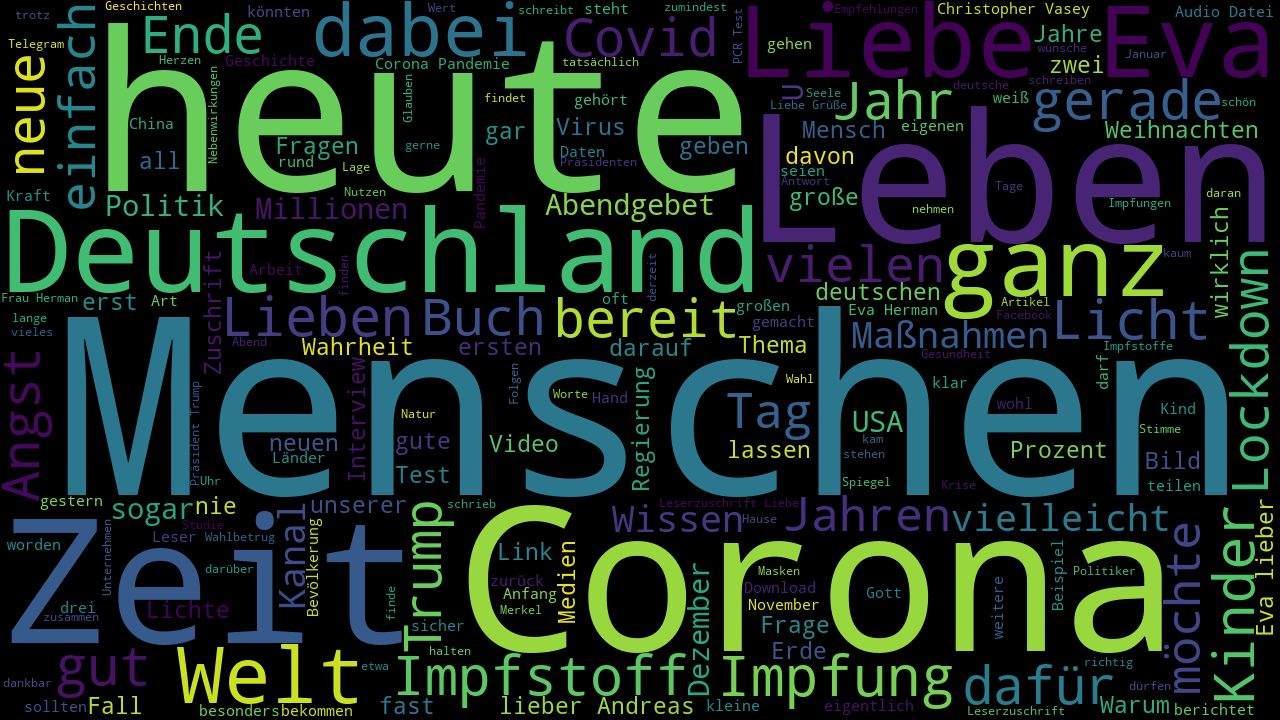 Geschichten
könnten
schreibt
steht
zumindest
Empfehlungen
Christopher Vasey
Audio Datei
trotz
Wert
Ende
dabei
Covid
PCR Test
Liebe
Eva
Jahre
wünsche
Januar
Telegram
Herzen
Geschichte
heute
Corona Pandemie
tatsächlich
gehen
zwei
neue
einfach
Nebenwirkungen
Glauben
findet
gehört
Seele
Liebe Grüße
u
Jahr
weiß
schreiben
deutsche
gerade
schön
China
Fragen
gar
Virus
Mensch
eigenen
Weihnachten
all
rund
Lage
gerne
Daten
geben
Präsidenten
davon
seien
Leben
Kraft
Politik
Nutzen
Millionen
Pandemie
Abendgebet
Antwort
große
nehmen
Tage
Impfungen
daran
Deutschland
Zuschrift
Arbeit
finden
derzeit
vielen
ganz
kaum
wirklich
Frau Herman
erst
Art
oft
großen
deutschen
Artikel
Lockdown
lange
vieles
Lieben
Buch
bereit
gemacht
Eva Herman
Facebook
Licht
Angst
Abend
Wahrheit
ersten
darauf
Thema
Maßnahmen
Gesundheit
Impfstoffe
Menschen
Präsident Trump
Interview
Folgen
Worte
Hand
Regierung
Wahl
klar
wohl
darf
Kind
Natur
neuen
gute
Tag
USA
kam
Stimme
Länder
Video
lassen
stehen
Prozent
Bild
Uhr
Test
Spiegel
Krise
teilen
gestern
sogar
nie
unserer
schrieb
Leserzuschrift Liebe
Wissen
Hause
Jahren
vielleicht
Studie
Leser
Wahlbetrug
Kanal
Bevölkerung
Trump
Corona
Link
Medien
möchte
Kinder
Eva lieber
worden
Zeit
Unternehmen
darüber
zurück
Anfang
Merkel
Masken
Download
November
Gott
Politiker
Beispiel
weitere
drei
zusammen
Lichte
finde
sicher
Dezember
Frage
Erde
halten
gut
Welt
etwa
Impfstoff
Impfung
dafür
richtig
dürfen
dankbar
sollten
Fall
besonders
bekommen
fast
lieber Andreas
kleine
eigentlich
Leserzuschrift
Warum
berichtet